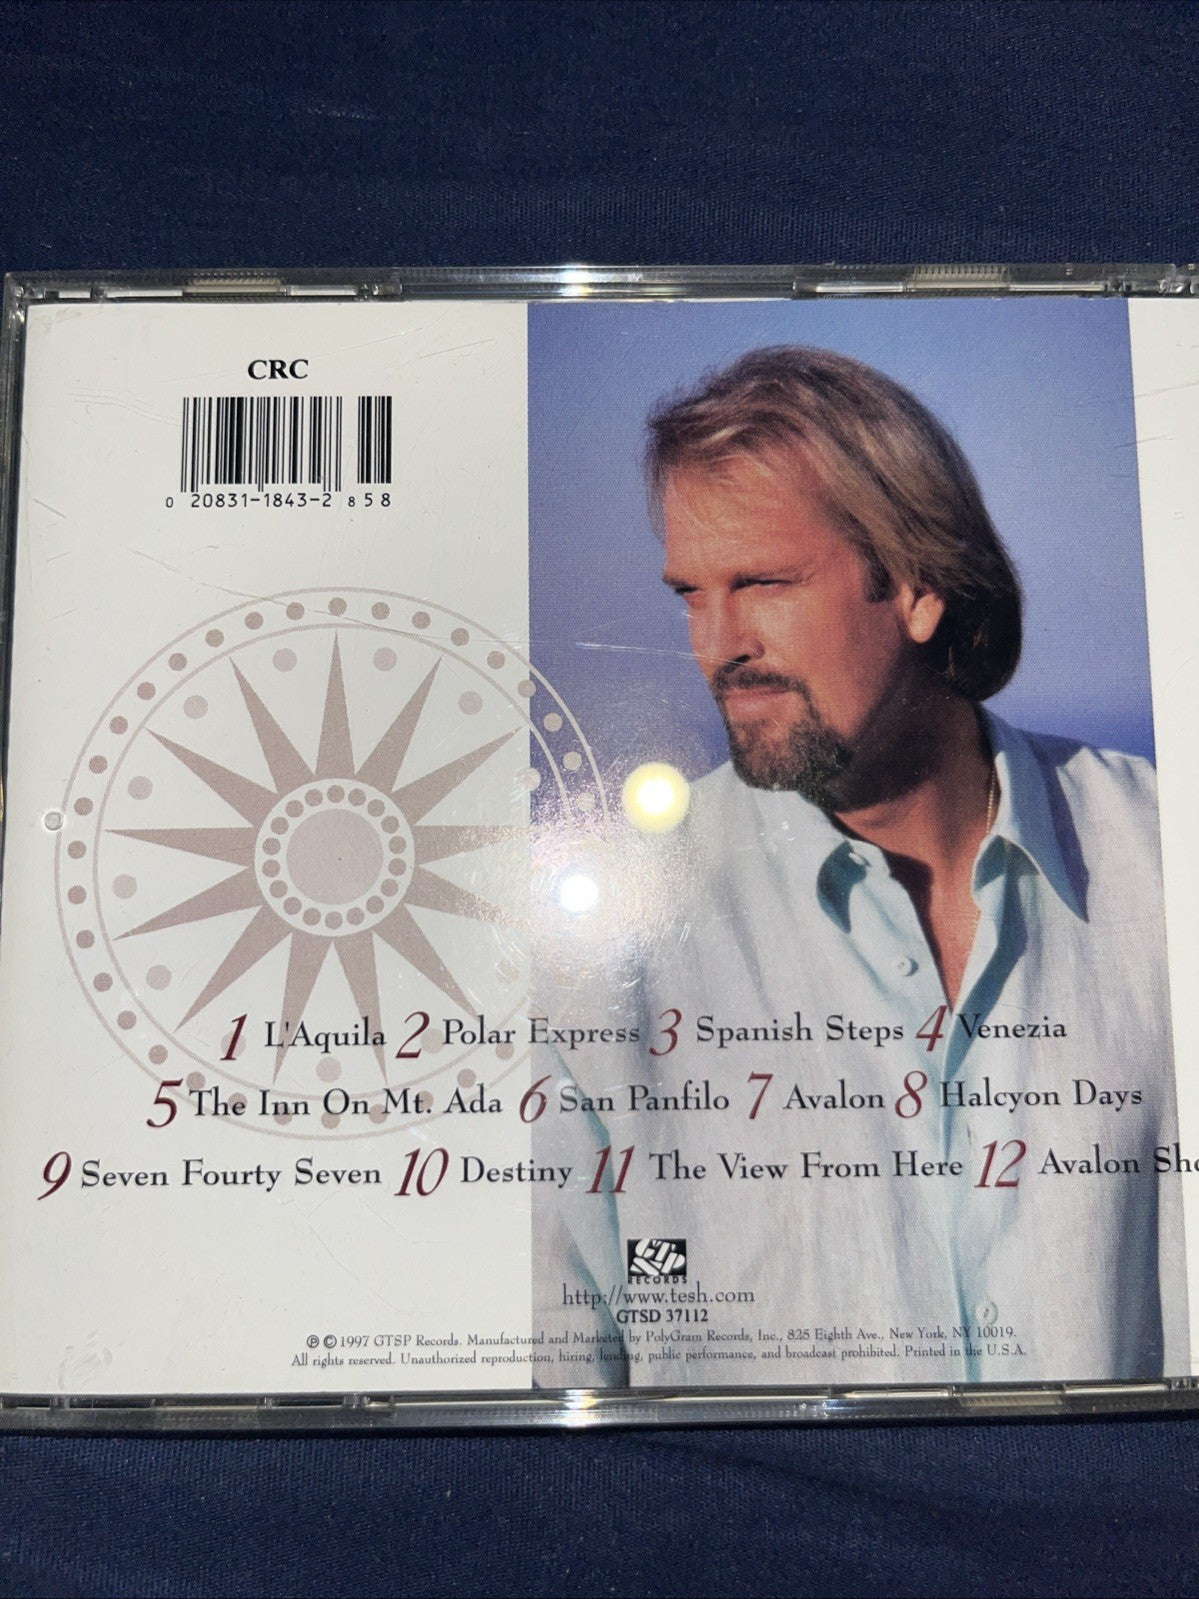 CRC
0 20831-1843-2 858
1 L'Aquila 2 Polar Express 3 Spanish Steps 4 Venezia
5 The Inn On Mt. Ada 6 San Panfilo 7 Avalon 8 Halcyon Days
9 Seven Fourty Seven 10 Destiny 11 The View From Here 12 Avalon
GTSP
RECORDS
http://www.tesh.com
GTSD 37112
℗ © 1997 GTSP Records. Manufactured and Marketed by PolyGram Records, Inc., 825 Eighth Ave., New York, NY 10019.
All rights reserved. Unauthorized reproduction, hiring, lending, public performance, and broadcast prohibited. Printed in the U.S.A.